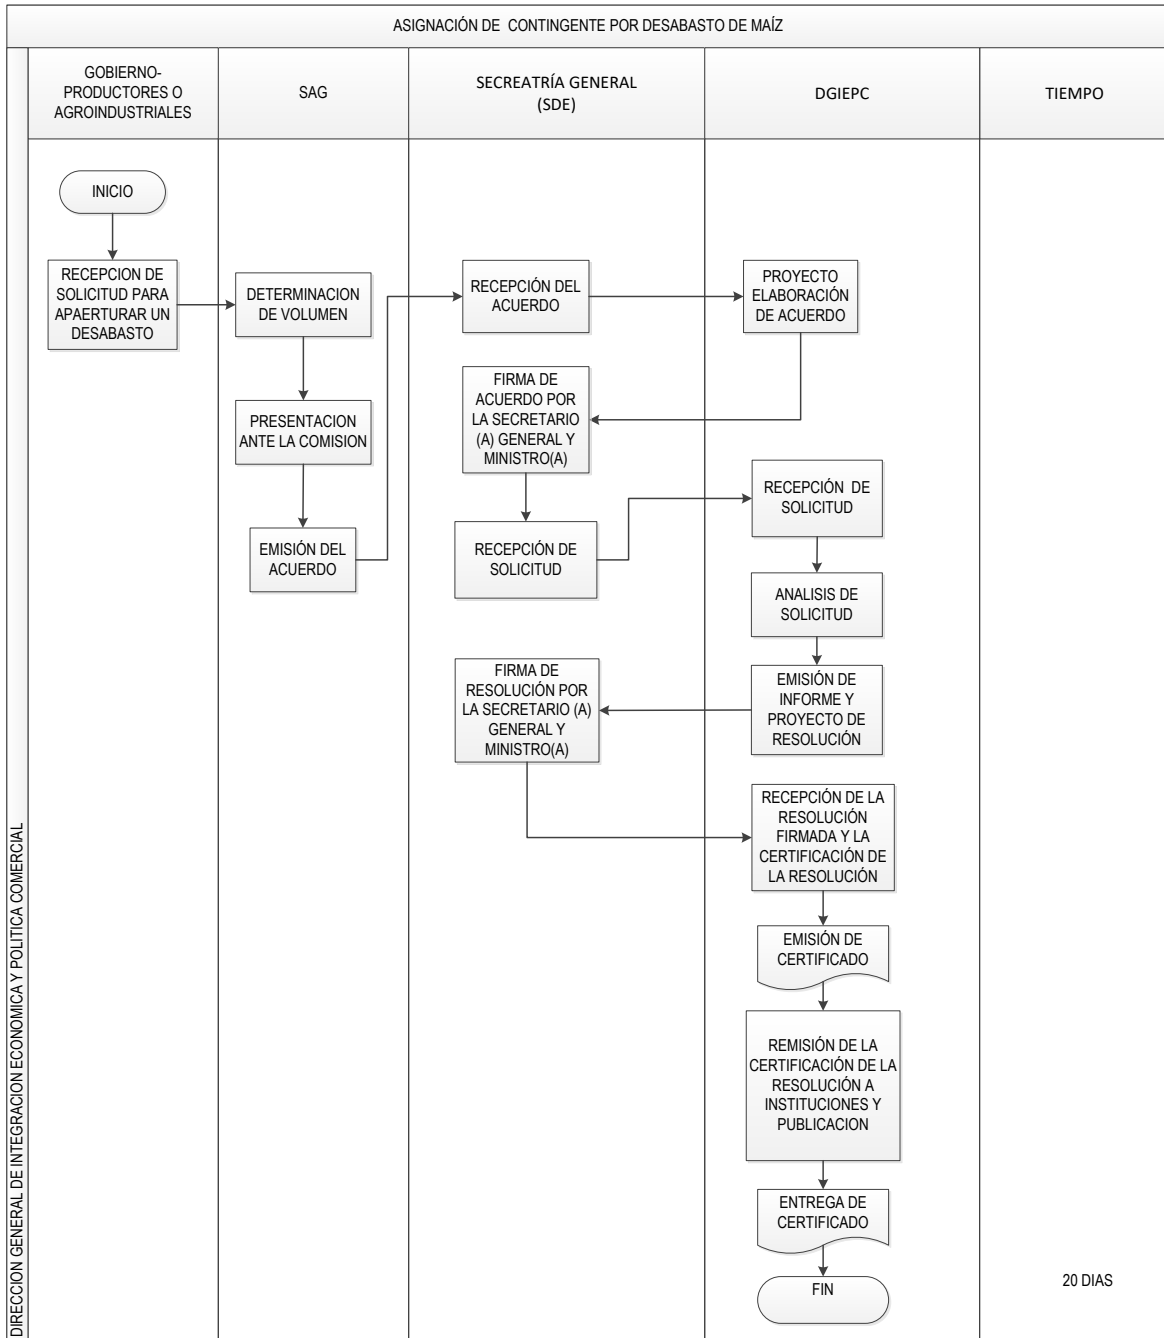 ASIGNACIÓN DE CONTINGENTE POR DESABASTO DE MAÍZ
GOBIERNO-
PRODUCTORES O
AGROINDUSTRIALES
SAG
SECREATRÍA GENERAL
(SDE)
DGIEPC
TIEMPO
INICIO
RECEPCION DE
SOLICITUD PARA
APAERTURAR UN
DESABASTO
DETERMINACION
DE VOLUMEN
PRESENTACION
ANTE LA COMISION
EMISIÓN DEL
ACUERDO
RECEPCIÓN DEL
ACUERDO
PROYECTO
ELABORACIÓN
DE ACUERDO
FIRMA DE
ACUERDO POR
LA SECRETARIO
(A) GENERAL Y
MINISTRO(A)
RECEPCIÓN DE
SOLICITUD
RECEPCIÓN DE
SOLICITUD
ANALISIS DE
SOLICITUD
EMISIÓN DE
INFORME Y
PROYECTO DE
RESOLUCIÓN
FIRMA DE
RESOLUCIÓN POR
LA SECRETARIO (A)
GENERAL Y
MINISTRO(A)
RECEPCIÓN DE LA
RESOLUCIÓN
FIRMADA Y LA
CERTIFICACIÓN DE
LA RESOLUCIÓN
EMISIÓN DE
CERTIFICADO
REMISIÓN DE LA
CERTIFICACIÓN DE LA
RESOLUCIÓN A
INSTITUCIONES Y
PUBLICACION
ENTREGA DE
CERTIFICADO
FIN
20 DIAS
DIRECCION GENERAL DE INTEGRACION ECONOMICA Y POLITICA COMERCIAL